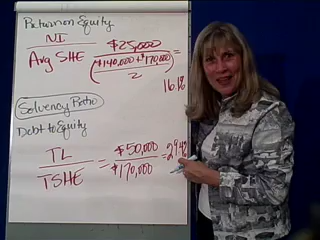 Return on Equity
NI $25,000 =
Avg SHE ($140,000 + $170,000)
2
16.1%
Solvency Ratio
Debt to Equity
TL = $50,000 = 29.4%
TSHE $170,000